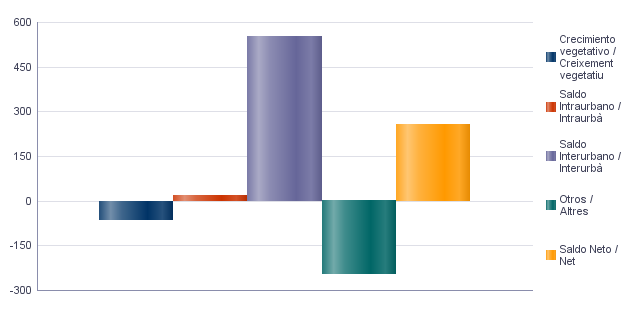 600
450
300
150
0
-150
-300
Crecimiento
vegetativo /
Creixement
vegetatiu
Saldo
Intraurbano /
Intraurbà
Saldo
Interurbano /
Interurbà
Otros /
Altres
Saldo Neto /
Net